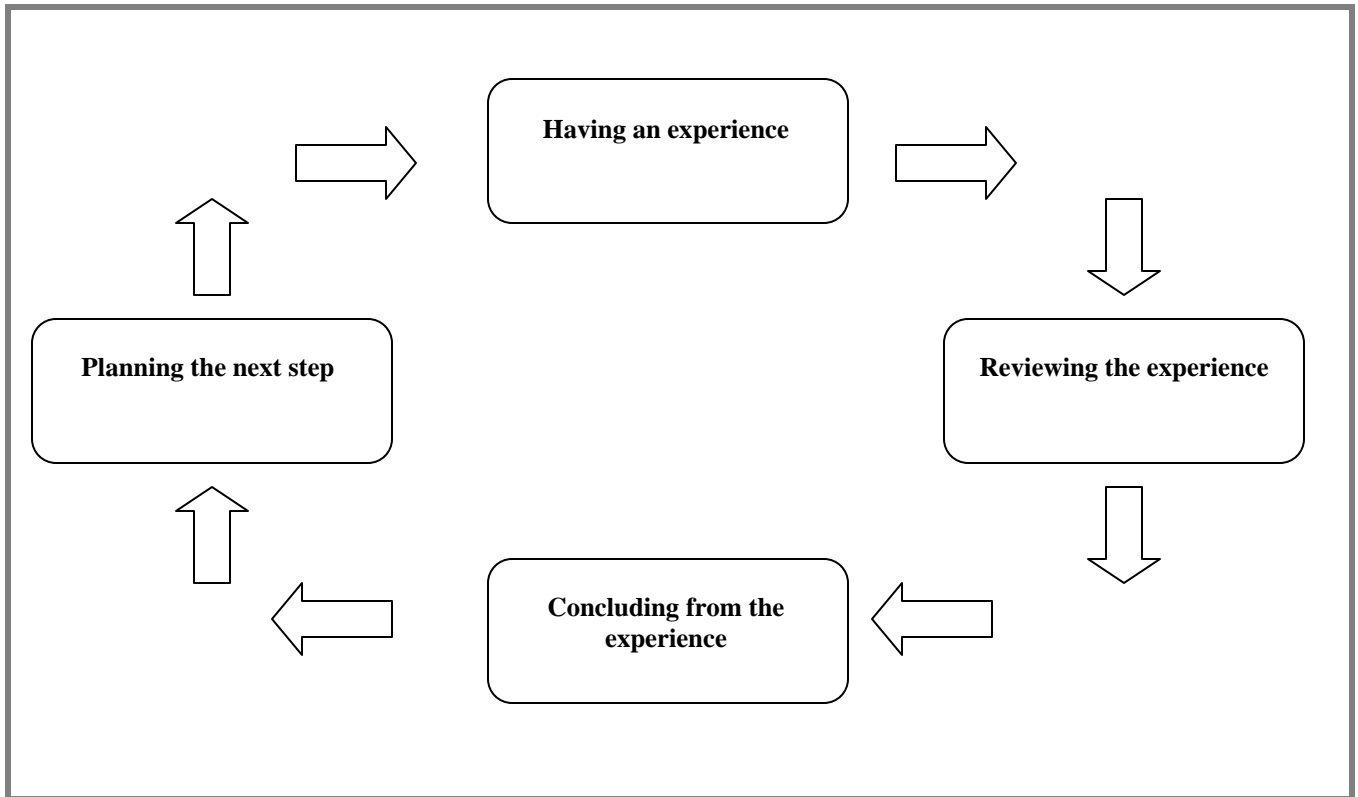 Having an experience
Planning the next step
Reviewing the experience
Concluding from the
experience